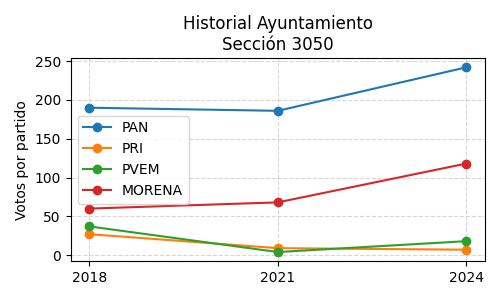 Historial Ayuntamiento
Sección 3050
Votos por partido
250
200
150
100
50
0
PAN
PRI
PVEM
MORENA
2018
2021
2024